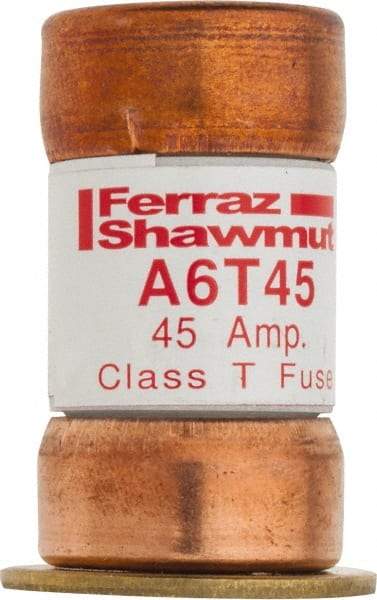 Ferraz
Shawmut
A6T45
45 Amp.
Class T Fuse